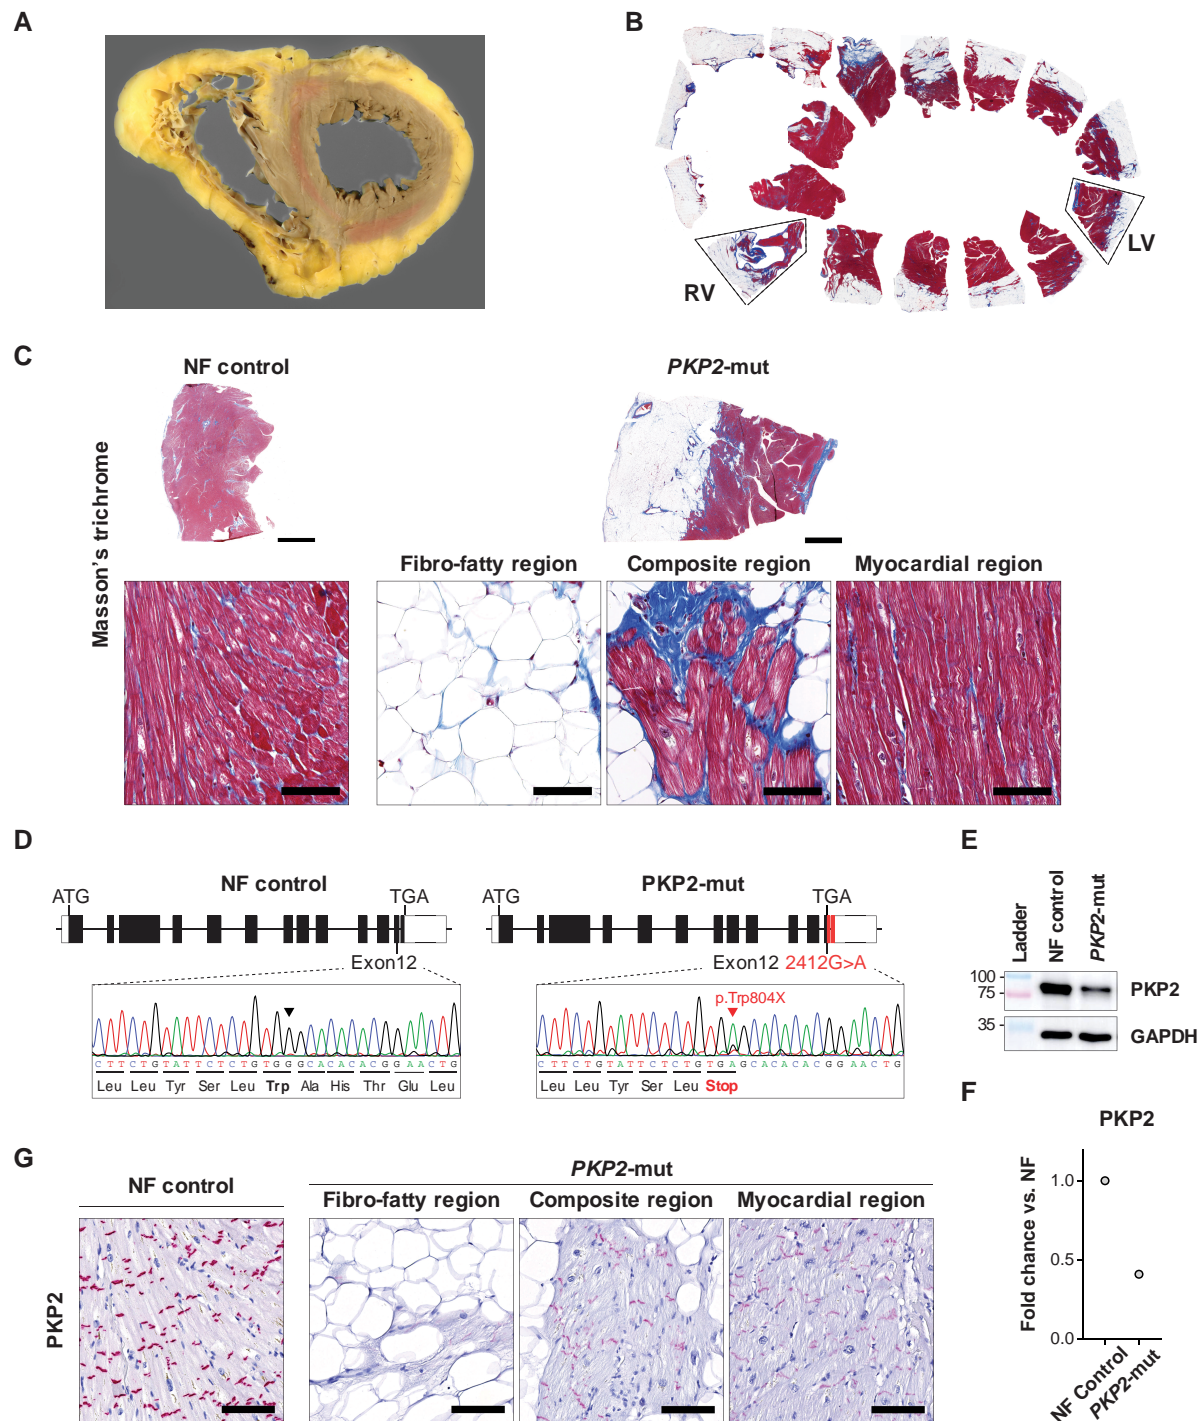 A
B
RV
LV
C
NF control
PKP2-mut
Masson's trichrome
Fibro-fatty region
Composite region
Myocardial region
D
NF control
PKP2-mut
ATG
TGA
ATG
TGA
Exon12
Exon12 2412G>A
p.Trp804X
CTTCTGTATTCTCTGTGGGCACACACGGAACTG
CTTCTGTATTCTCTGTGAGCACACACGGAACTG
Leu Leu Tyr Ser Leu Trp Ala His Thr Glu Leu
Leu Leu Tyr Ser Leu Stop
E
Ladder
NF control
PKP2-mut
100
75
PKP2
35
GAPDH
F
PKP2
Fold chance vs. NF
1.0
0.5
0.0
NF Control
PKP2-mut
G
PKP2-mut
NF control
Fibro-fatty region
Composite region
Myocardial region
PKP2